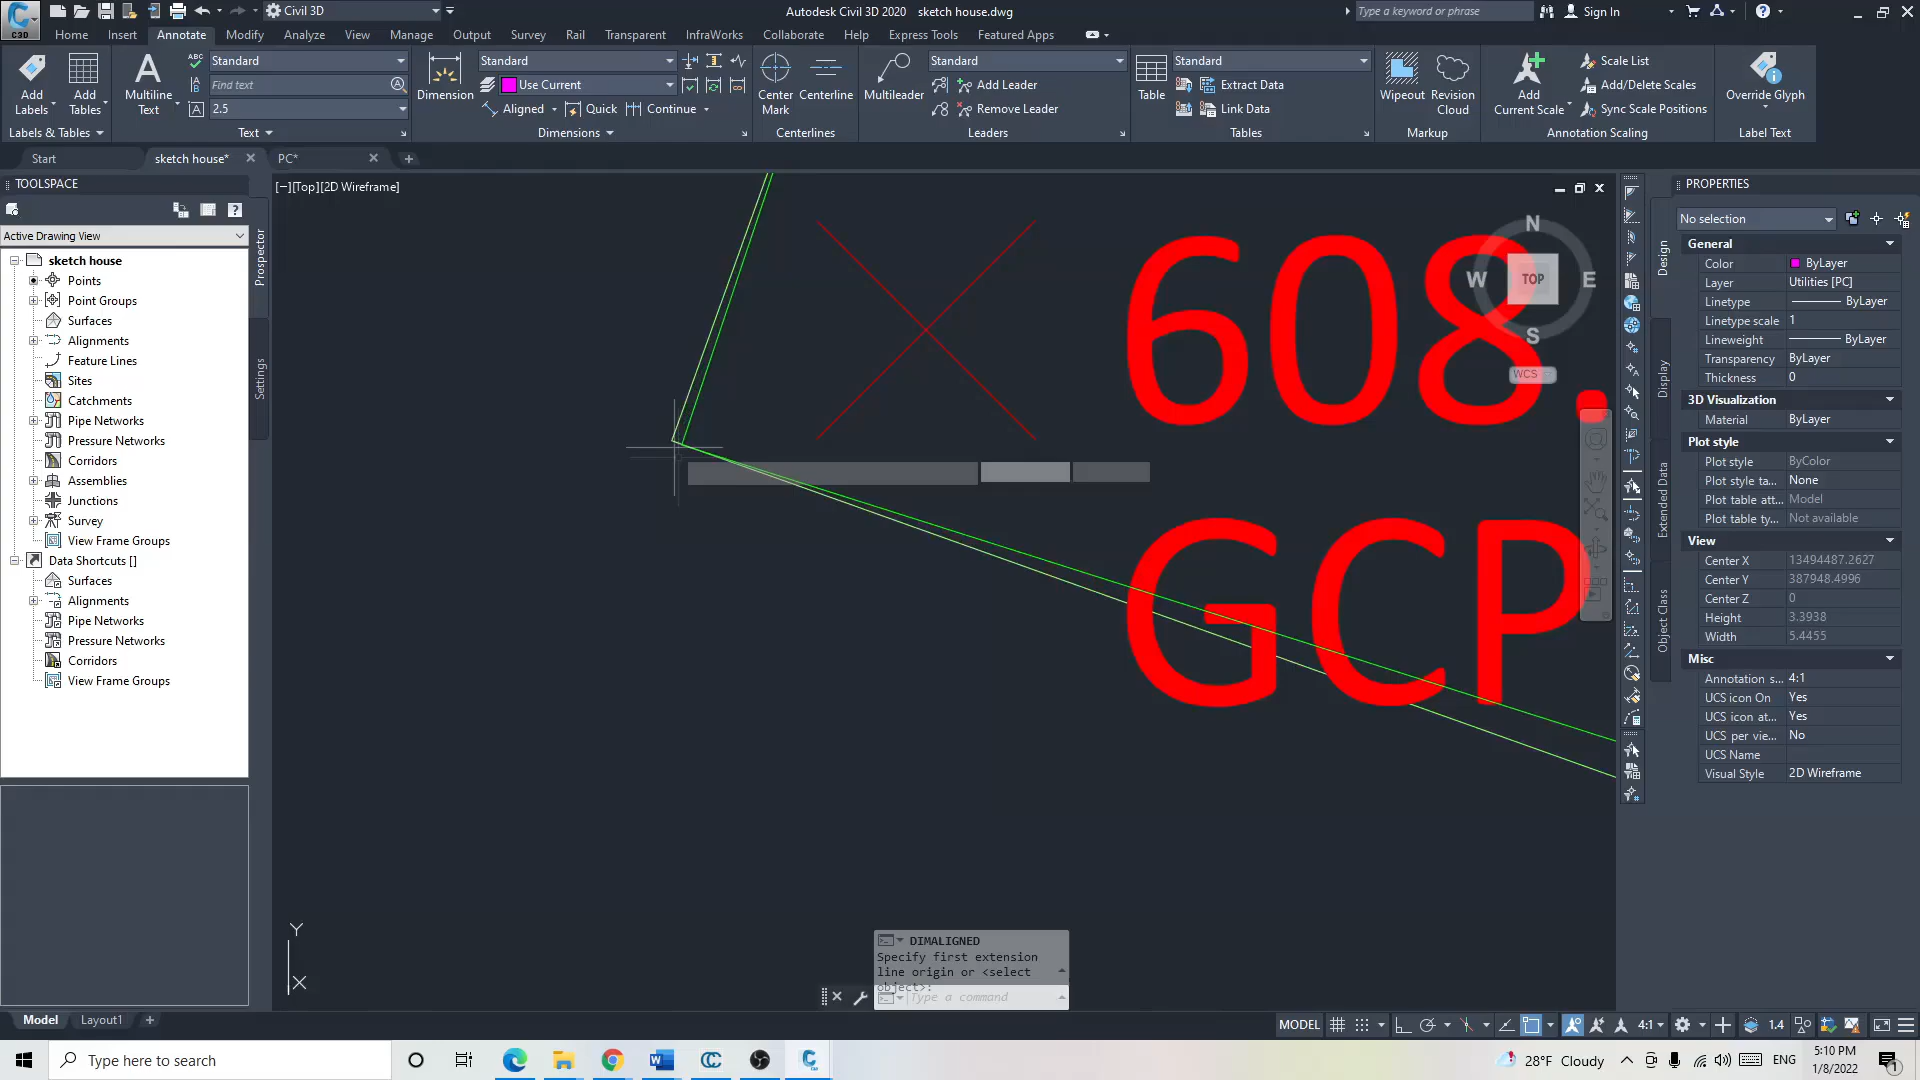 C3D
Civil 3D
Autodesk Civil 3D 2020 sketch house.dwg
Type a keyword or phrase
Sign In
Home Insert Annotate Modify Analyze View Manage Output Survey Rail Transparent InfraWorks Collaborate Help Express Tools Featured Apps
Add Labels
Add Tables
Labels & Tables
Multiline Text
ABC
Standard
Find text
2.5
Text
Dimension
Standard
Use Current
Aligned Quick Continue
Dimensions
Center Mark
Centerline
Centerlines
Multileader
Standard
Add Leader
Remove Leader
Leaders
Table
Standard
Extract Data
Link Data
Tables
Wipeout
Revision Cloud
Markup
Add Current Scale
Scale List
Add/Delete Scales
Sync Scale Positions
Annotation Scaling
Override Glyph
Label Text
Start
sketch house*
PC*
TOOLSPACE
Active Drawing View
sketch house
Points
Point Groups
Surfaces
Alignments
Feature Lines
Sites
Catchments
Pipe Networks
Pressure Networks
Corridors
Assemblies
Junctions
Survey
View Frame Groups
Data Shortcuts []
Surfaces
Alignments
Pipe Networks
Pressure Networks
Corridors
View Frame Groups
Prospector
Settings
[−][Top][2D Wireframe]
608.
GCP
N
W TOP E
S
WCS
Y
X
DIMALIGNED
Specify first extension
line origin or <select
object>:
Type a command
Design
Display
Extended Data
Object Class
PROPERTIES
No selection
General
Color ByLayer
Layer Utilities [PC]
Linetype ByLayer
Linetype scale 1
Lineweight ByLayer
Transparency ByLayer
Thickness 0
3D Visualization
Material ByLayer
Plot style
Plot style ByColor
Plot style ta... None
Plot table att... Model
Plot table ty... Not available
View
Center X 13494487.2627
Center Y 387948.4996
Center Z 0
Height 3.3938
Width 5.4455
Misc
Annotation s... 4:1
UCS icon On Yes
UCS icon at... Yes
UCS per vie... No
UCS Name
Visual Style 2D Wireframe
Model Layout1
MODEL
4:1
1.4
Type here to search
28°F Cloudy
ENG
5:10 PM
1/8/2022
1